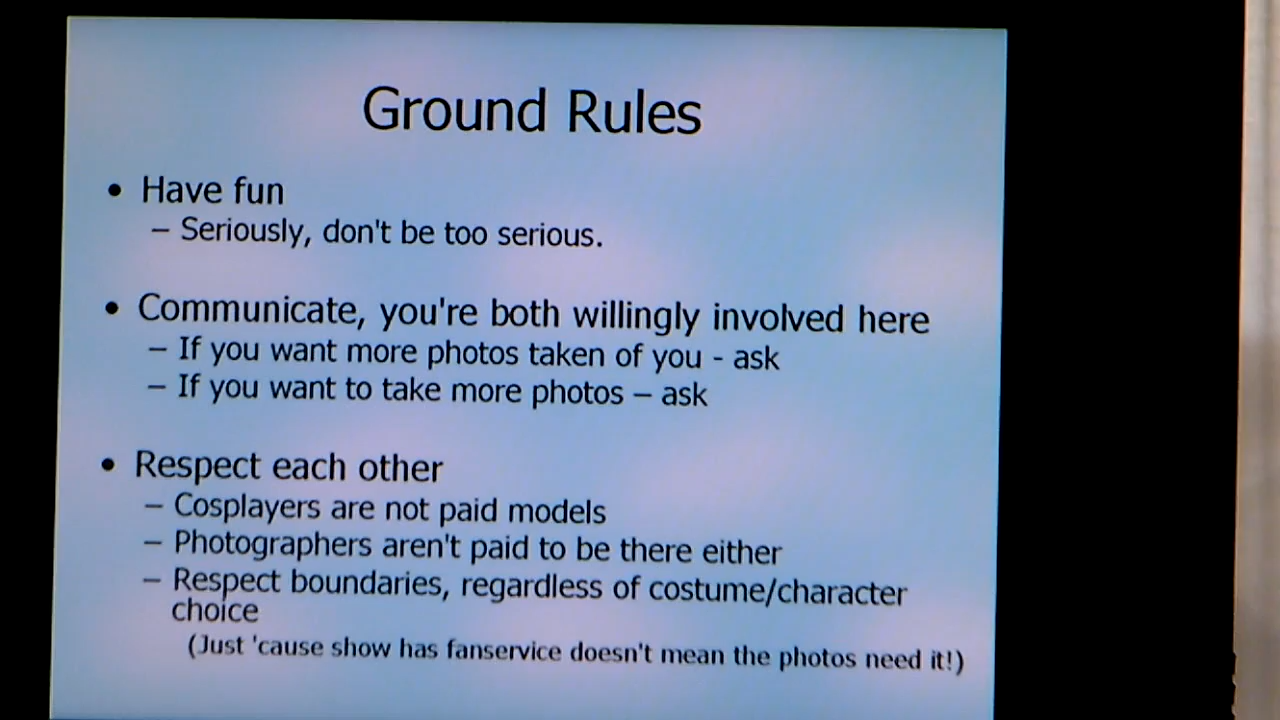 Ground Rules
• Have fun
– Seriously, don't be too serious.
• Communicate, you're both willingly involved here
– If you want more photos taken of you - ask
– If you want to take more photos – ask
• Respect each other
– Cosplayers are not paid models
– Photographers aren't paid to be there either
– Respect boundaries, regardless of costume/character
choice
(Just 'cause show has fanservice doesn't mean the photos need it!)